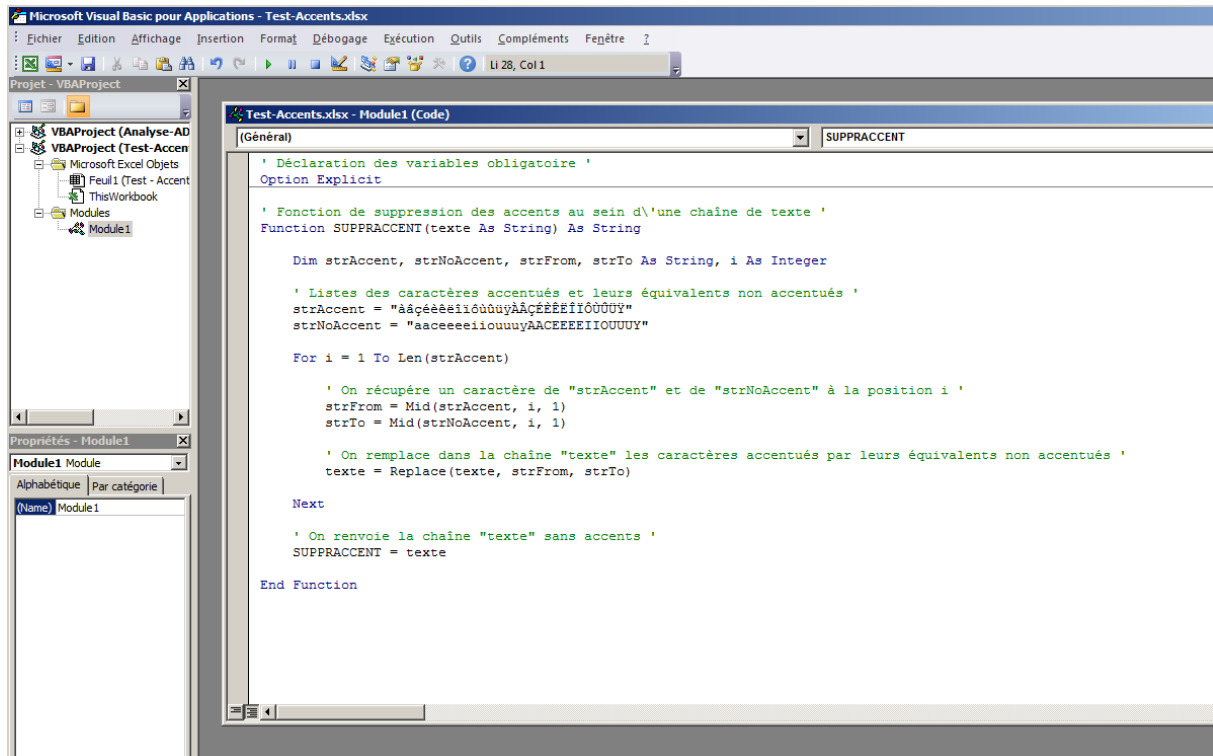 Microsoft Visual Basic pour Applications - Test-Accents.xlsx
Fichier Edition Affichage Insertion Format Débogage Exécution Outils Compléments Fenêtre ?
Li 28, Col 1
Projet - VBAProject
VBAProject (Analyse-AD
VBAProject (Test-Accen
Microsoft Excel Objets
Feuil1 (Test - Accent
ThisWorkbook
Modules
Module1
Propriétés - Module1
Module1 Module
Alphabétique Par catégorie
(Name) Module1
Test-Accents.xlsx - Module1 (Code)
(Général) SUPPRACCENT
' Déclaration des variables obligatoire '
Option Explicit
' Fonction de suppression des accents au sein d\'une chaîne de texte '
Function SUPPRACCENT(texte As String) As String
Dim strAccent, strNoAccent, strFrom, strTo As String, i As Integer
' Listes des caractères accentués et leurs équivalents non accentués '
strAccent = "àâçéèêëîïôùûüÿÀÂÇÉÈÊËÎÏÔÙÛÜŸ"
strNoAccent = "aaceeeeiiouuuyAACEEEEIIOUUUY"
For i = 1 To Len(strAccent)
' On récupére un caractère de "strAccent" et de "strNoAccent" à la position i '
strFrom = Mid(strAccent, i, 1)
strTo = Mid(strNoAccent, i, 1)
' On remplace dans la chaîne "texte" les caractères accentués par leurs équivalents non accentués '
texte = Replace(texte, strFrom, strTo)
Next
' On renvoie la chaîne "texte" sans accents '
SUPPRACCENT = texte
End Function